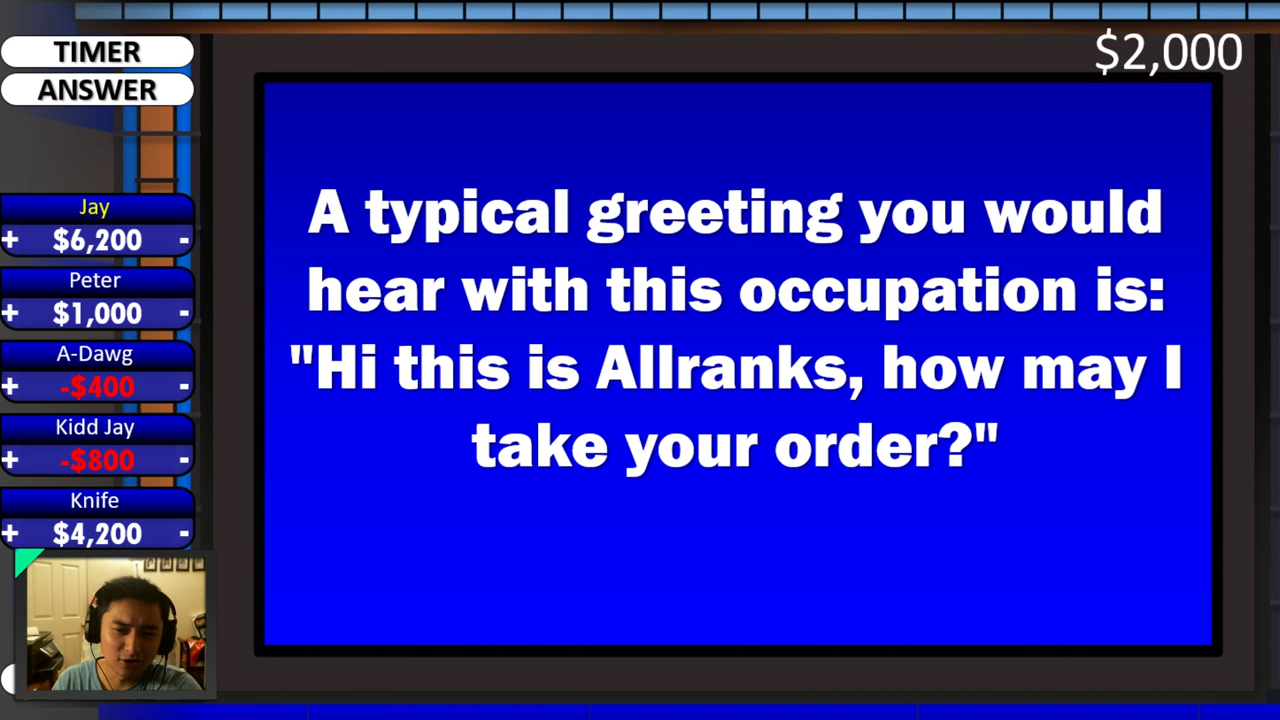 $2,000
TIMER
ANSWER
A typical greeting you would
hear with this occupation is:
"Hi this is Allranks, how may I
take your order?"
Jay
+ $6,200 -
Peter
+ $1,000 -
A-Dawg
+ -$400 -
Kidd Jay
+ -$800 -
Knife
+ $4,200 -